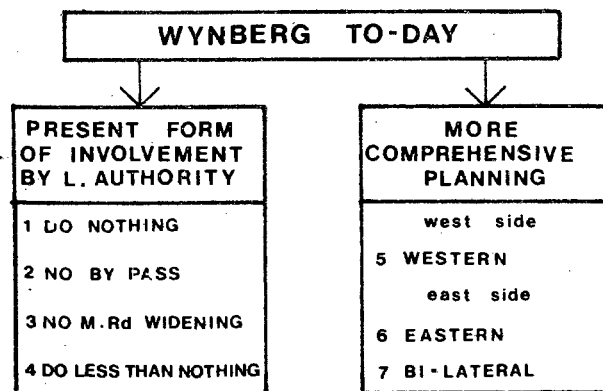 WYNBERG TO-DAY
PRESENT FORM
OF INVOLVEMENT
BY L. AUTHORITY
1 DO NOTHING
2 NO BY PASS
3 NO M.Rd WIDENING
4 DO LESS THAN NOTHING
MORE
COMPREHENSIVE
PLANNING
west side
5 WESTERN
east side
6 EASTERN
7 BI-LATERAL